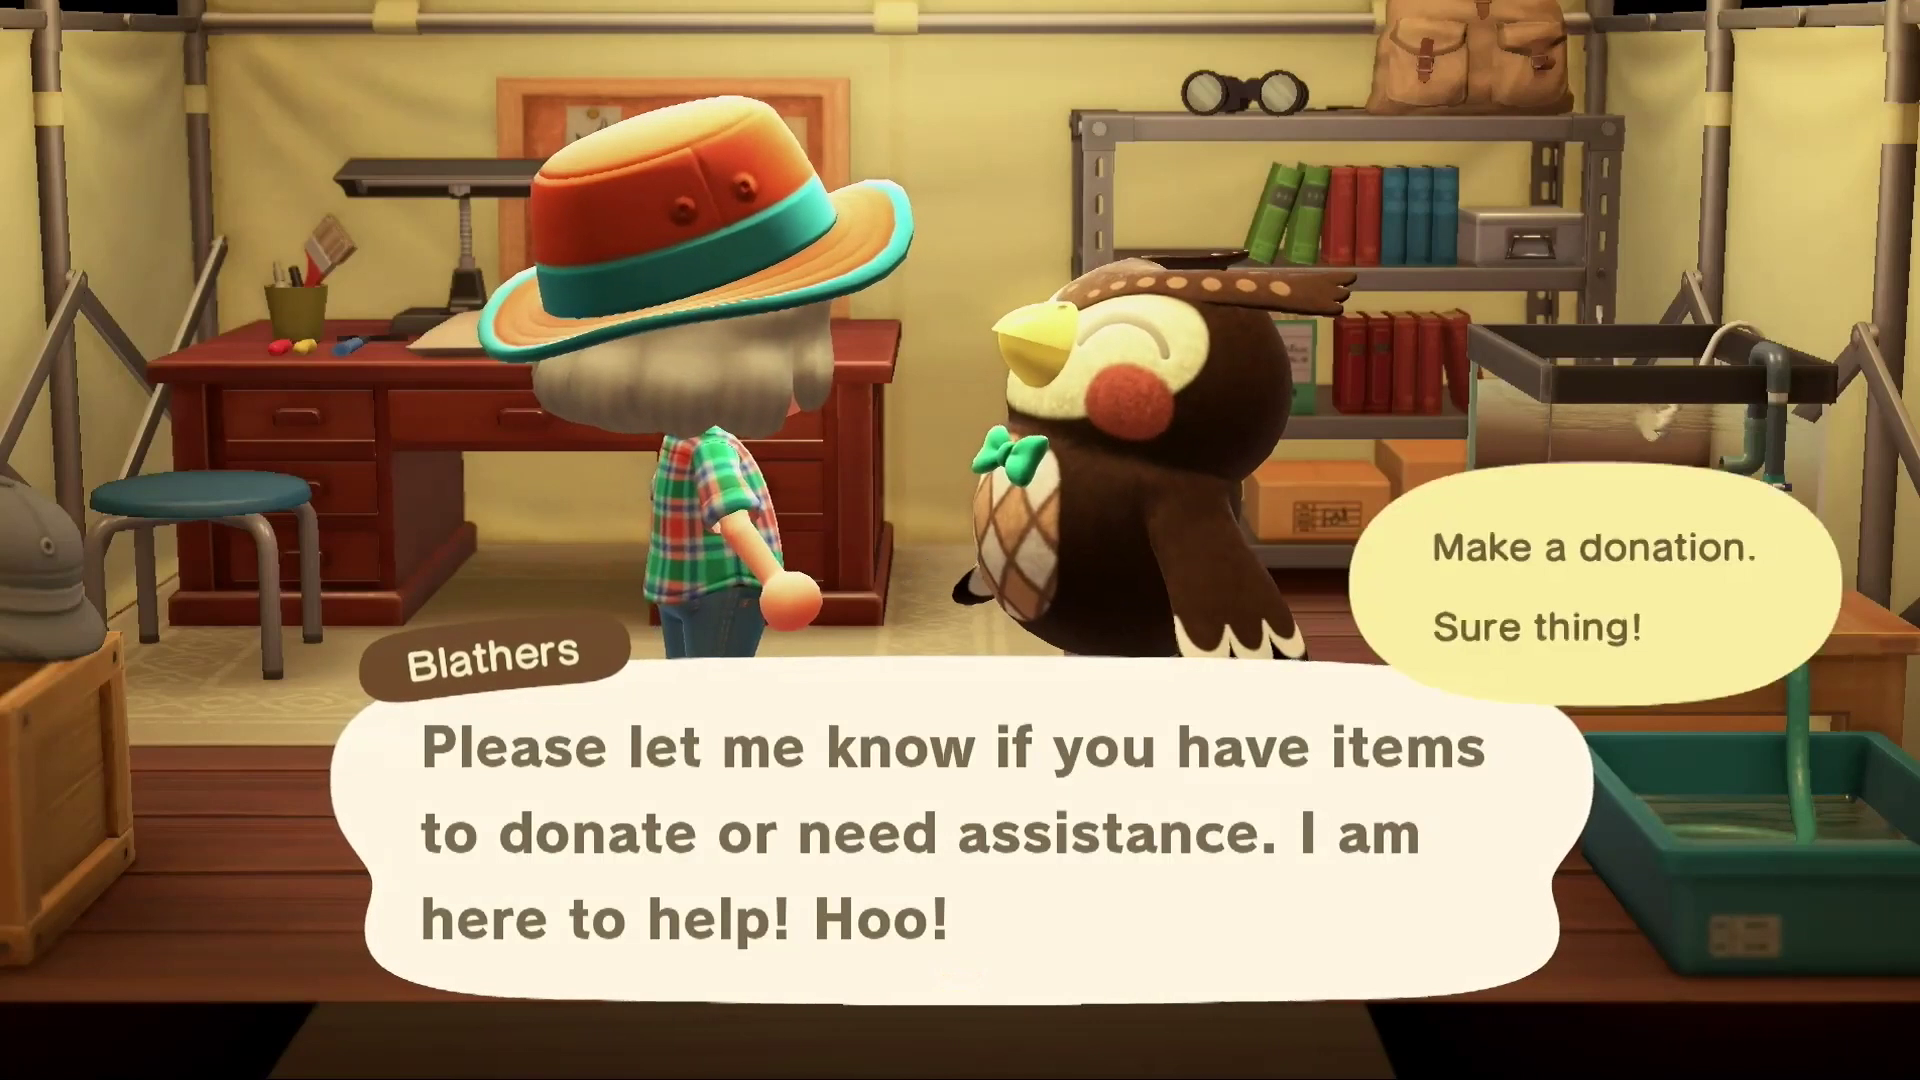 Make a donation.
Sure thing!
Blathers
Please let me know if you have items
to donate or need assistance. I am
here to help! Hoo!